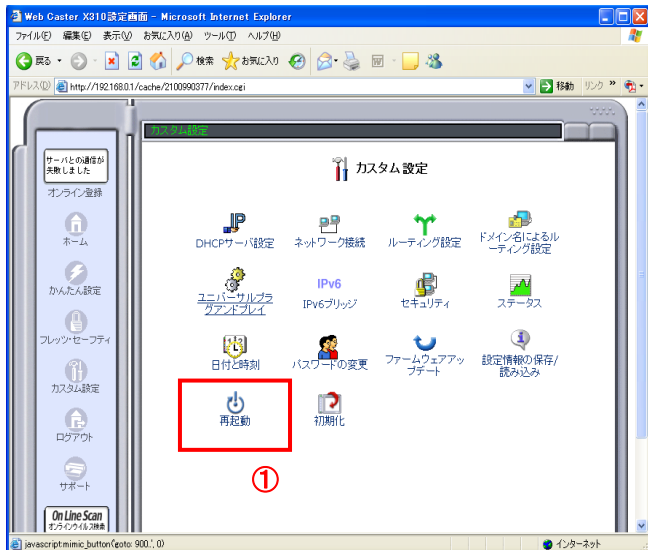 Web Caster X310設定画面 - Microsoft Internet Explorer
ファイル(F) 編集(E) 表示(V) お気に入り(A) ツール(T) ヘルプ(H)
戻る 検索 お気に入り
アドレス(D) http://192.168.0.1/cache/2100990377/index.cgi 移動 リンク »
カスタム設定
サーバとの通信が
失敗しました
オンライン登録
ホーム
かんたん設定
フレッツ・セーフティ
カスタム設定
ログアウト
サポート
On Line Scan
オンラインウイルス検索
カスタム設定
DHCPサーバ設定
ネットワーク接続
ルーティング設定
ドメイン名によるル
ーティング設定
ユニバーサルプラ
グアンドプレイ
IPv6
IPv6ブリッジ
セキュリティ
ステータス
日付と時刻
パスワードの変更
ファームウェアアッ
プデート
設定情報の保存/
読み込み
再起動
初期化
①
javascript:mimic_button('goto: 900.', 0)
インターネット